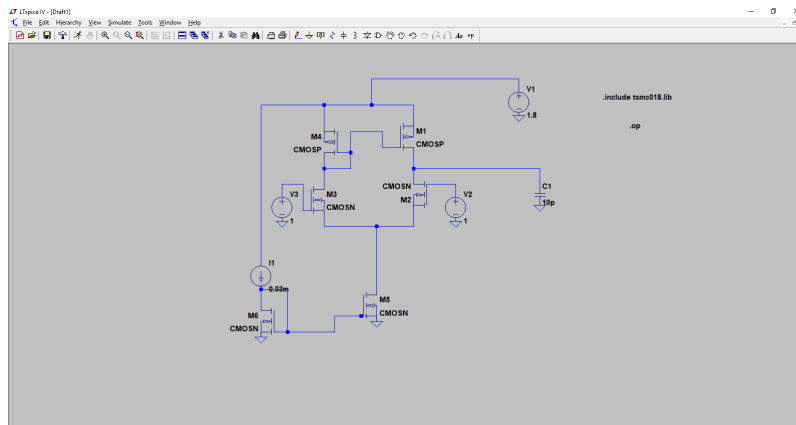 LTspice IV - [Draft1]
File Edit Hierarchy View Simulate Tools Window Help
V1
1.8
.include tsmc018.lib
.op
M4
CMOSP
M1
CMOSP
V3
1
M3
CMOSN
CMOSN
M2
V2
1
C1
10p
I1
0.03m
M6
CMOSN
M5
CMOSN